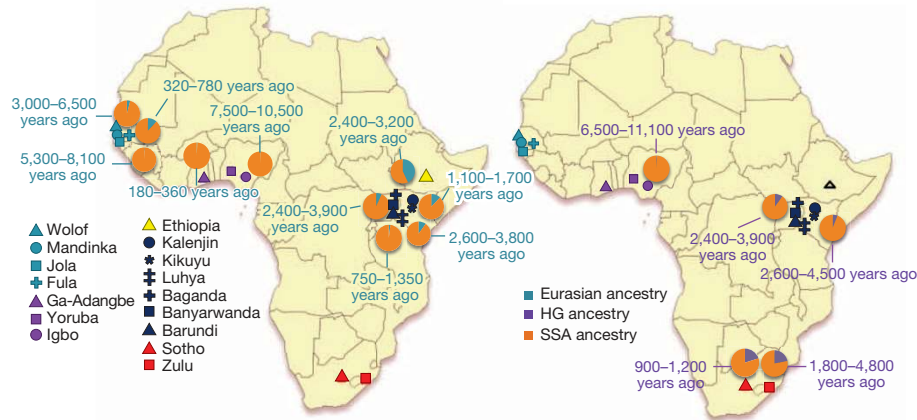 320–780 years ago
3,000–6,500
years ago
7,500–10,500
years ago
2,400–3,200
years ago
5,300–8,100
years ago
180–360 years ago
1,100–1,700
years ago
2,400–3,900
years ago
2,600–3,800
years ago
750–1,350
years ago
Wolof
Mandinka
Jola
Fula
Ga-Adangbe
Yoruba
Igbo
Ethiopia
Kalenjin
Kikuyu
Luhya
Baganda
Banyarwanda
Barundi
Sotho
Zulu
6,500–11,100 years ago
2,400–3,900
years ago
2,600–4,500 years ago
Eurasian ancestry
HG ancestry
SSA ancestry
900–1,200
years ago
1,800–4,800
years ago